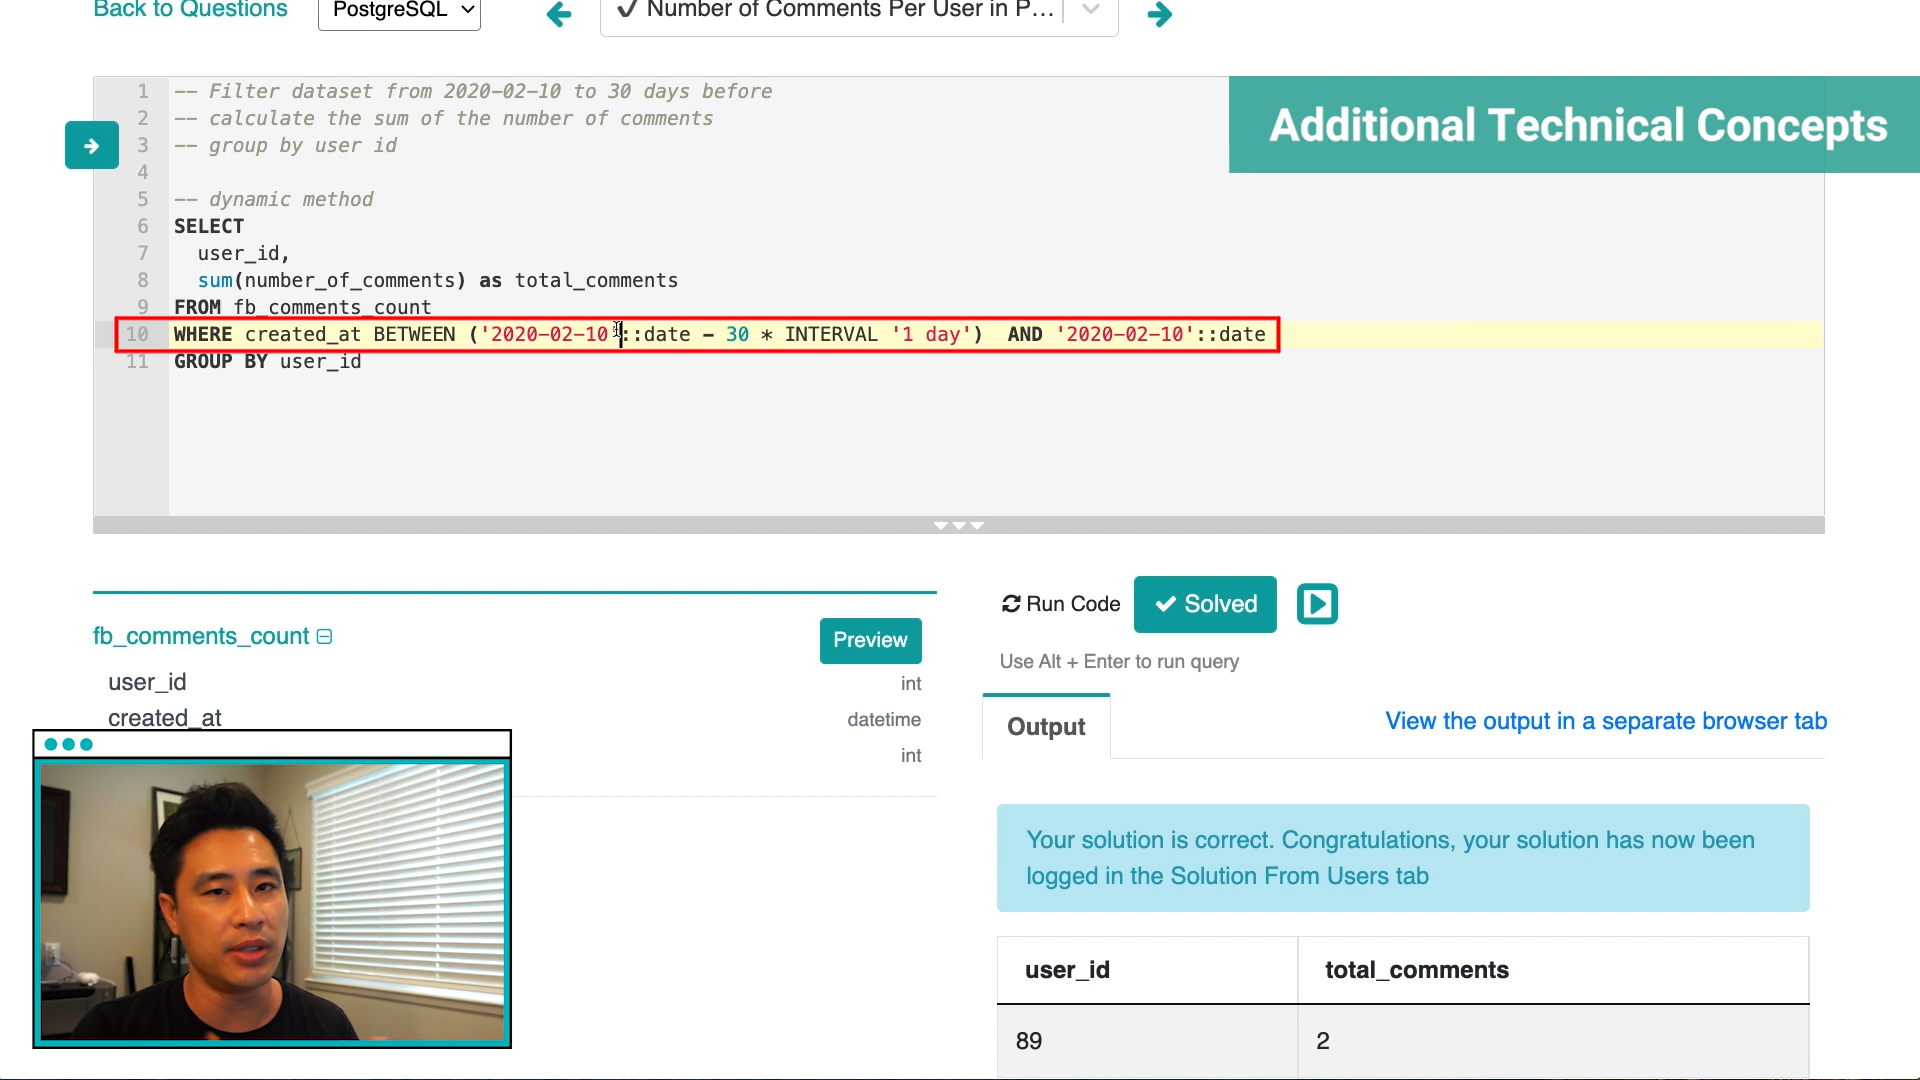 Back to Questions
PostgreSQL
✓ Number of Comments Per User in P...
Additional Technical Concepts
1 -- Filter dataset from 2020-02-10 to 30 days before
2 -- calculate the sum of the number of comments
3 -- group by user id
4
5 -- dynamic method
6 SELECT
7 user_id,
8 sum(number_of_comments) as total_comments
9 FROM fb_comments_count
10 WHERE created_at BETWEEN ('2020-02-10'::date - 30 * INTERVAL '1 day') AND '2020-02-10'::date
11 GROUP BY user_id
fb_comments_count
Preview
user_id int
created_at datetime
int
Run Code
Solved
Use Alt + Enter to run query
Output
View the output in a separate browser tab
Your solution is correct. Congratulations, your solution has now been
logged in the Solution From Users tab
user_id total_comments
89 2